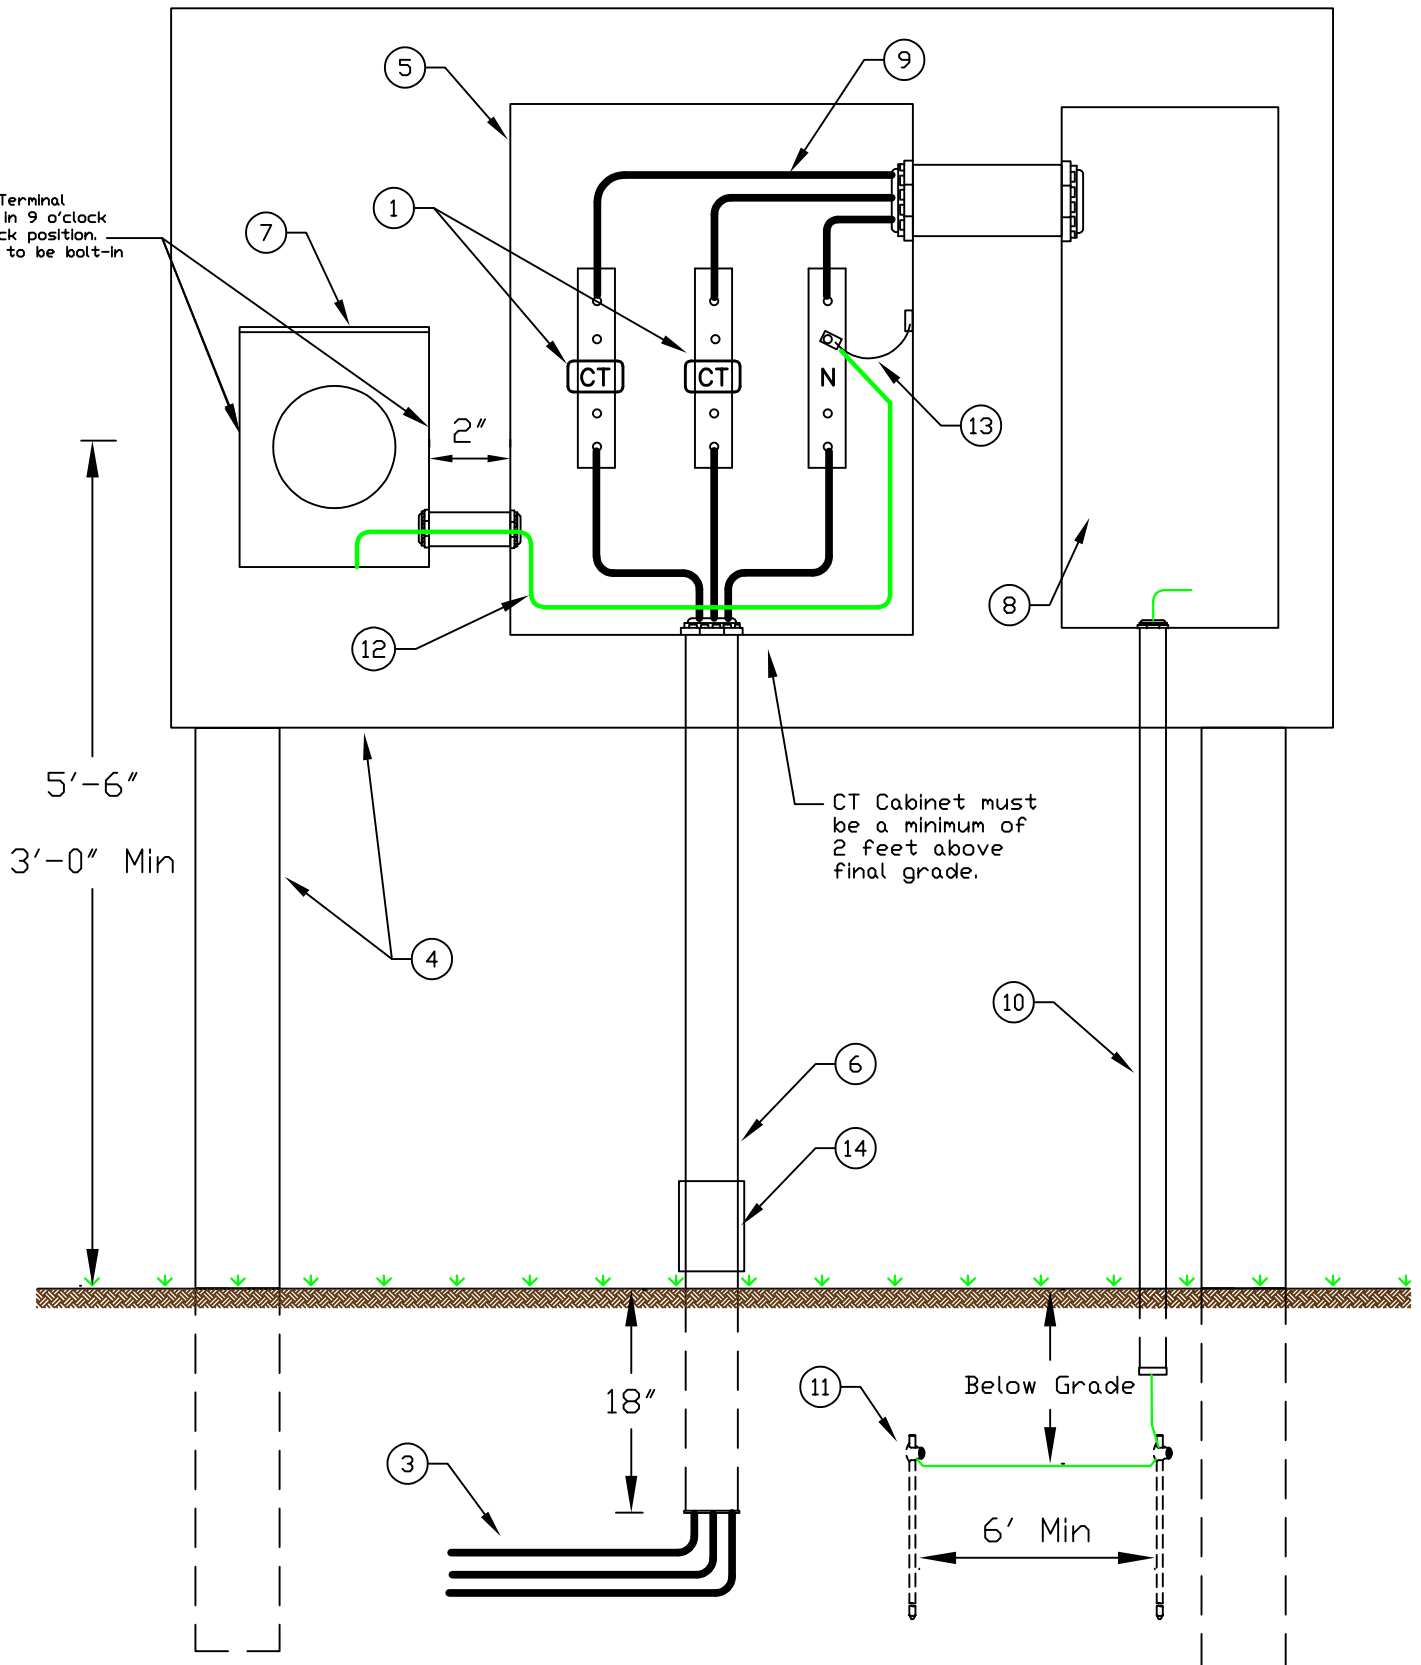 5
9
Terminal
in 9 o'clock
ck position.
to be bolt-in
1
7
CT
CT
N
2"
13
8
12
5'-6"
3'-0" Min
CT Cabinet must
be a minimum of
2 feet above
final grade.
4
10
6
14
18"
Below Grade
11
3
6' Min